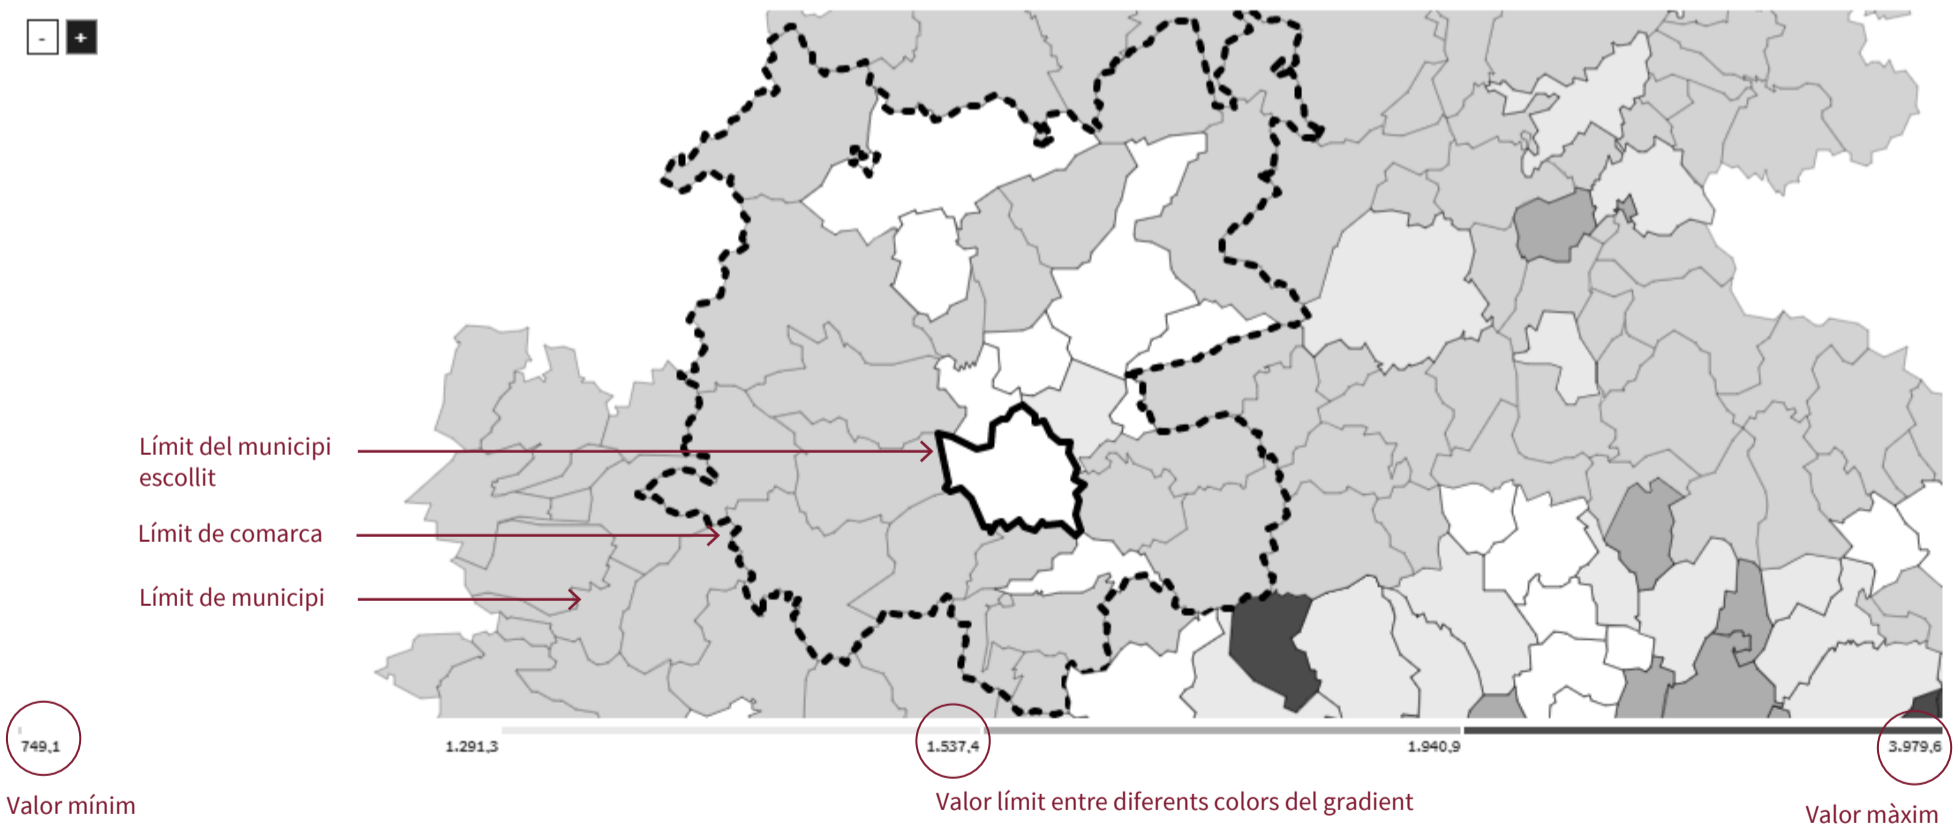 - +
Límit del municipi
escollit
Límit de comarca
Límit de municipi
749,1 1.291,3 1.537,4 1.940,9 3.979,6
Valor mínim Valor límit entre diferents colors del gradient Valor màxim